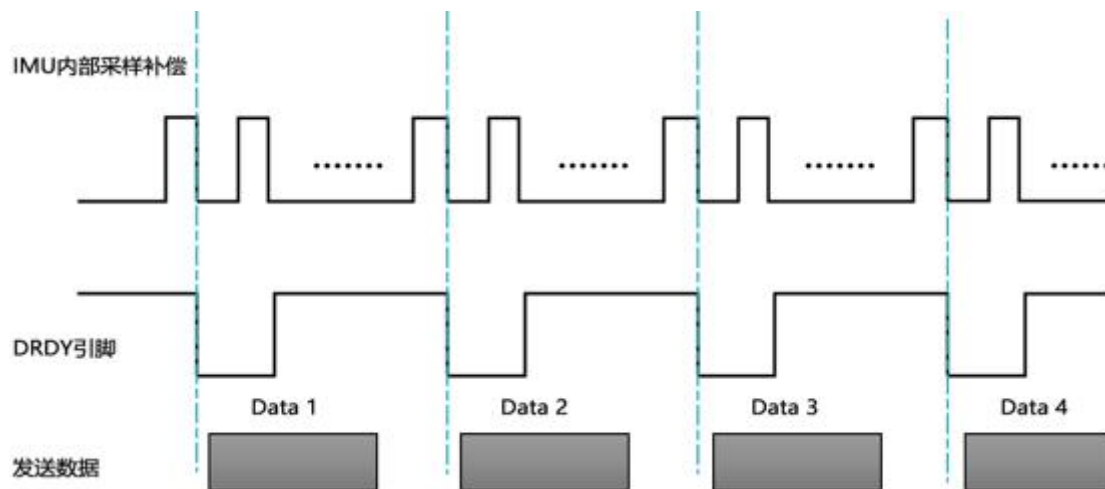 IMU内部采样补偿
.......
.......
.......
......
DRDY引脚
Data 1
Data 2
Data 3
Data 4
发送数据